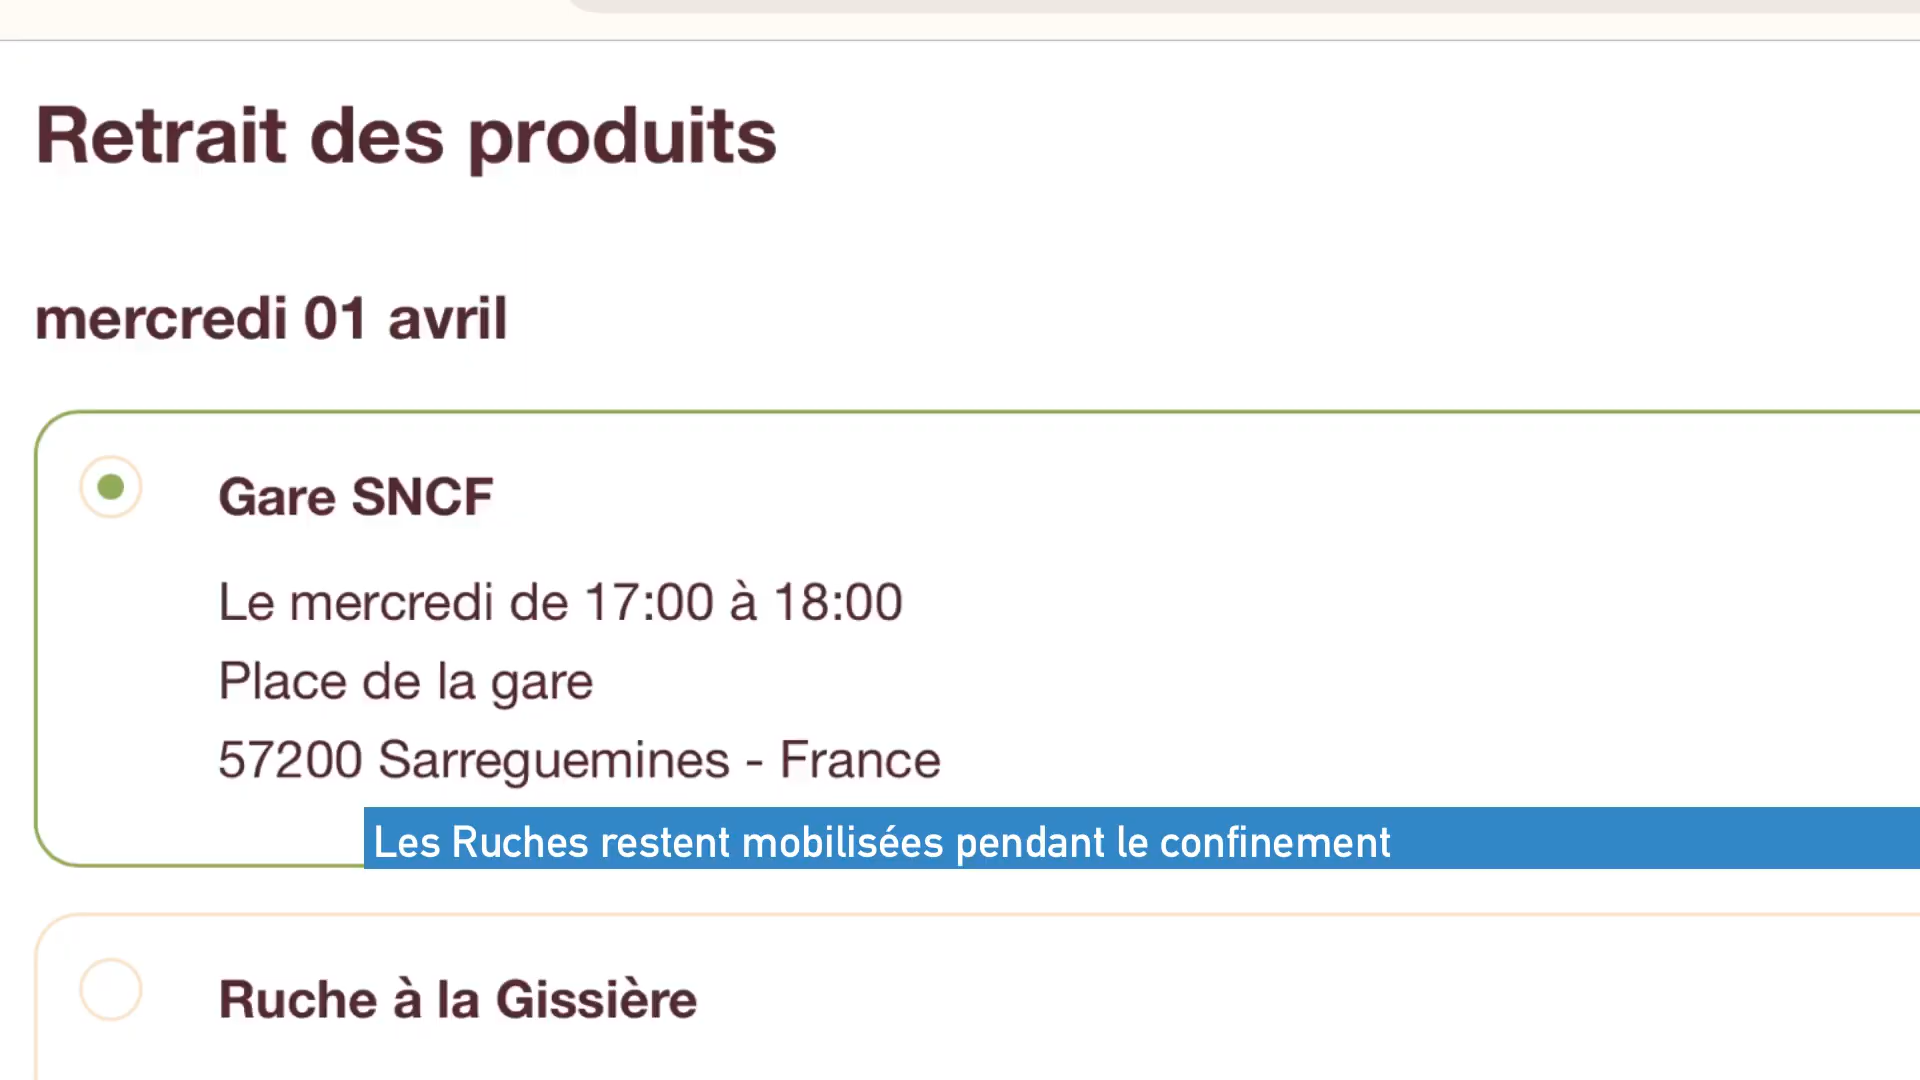 Retrait des produits
mercredi 01 avril
Gare SNCF
Le mercredi de 17:00 à 18:00
Place de la gare
57200 Sarreguemines - France
Les Ruches restent mobilisées pendant le confinement
Ruche à la Gissière